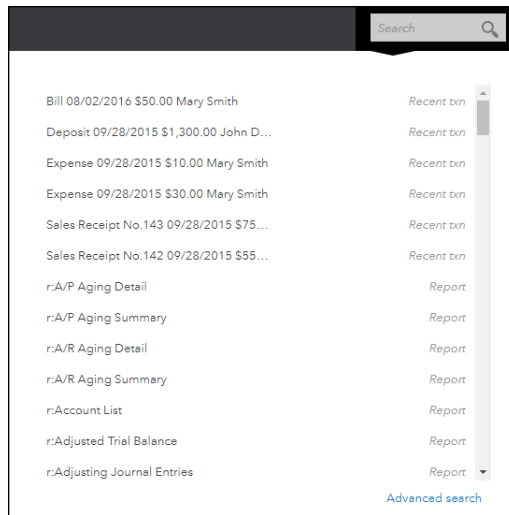 Search
Bill 08/02/2016 $50.00 Mary Smith Recent txn
Deposit 09/28/2015 $1,300.00 John D... Recent txn
Expense 09/28/2015 $10.00 Mary Smith Recent txn
Expense 09/28/2015 $30.00 Mary Smith Recent txn
Sales Receipt No.143 09/28/2015 $75... Recent txn
Sales Receipt No.142 09/28/2015 $55... Recent txn
r:A/P Aging Detail Report
r:A/P Aging Summary Report
r:A/R Aging Detail Report
r:A/R Aging Summary Report
r:Account List Report
r:Adjusted Trial Balance Report
r:Adjusting Journal Entries Report
Advanced search